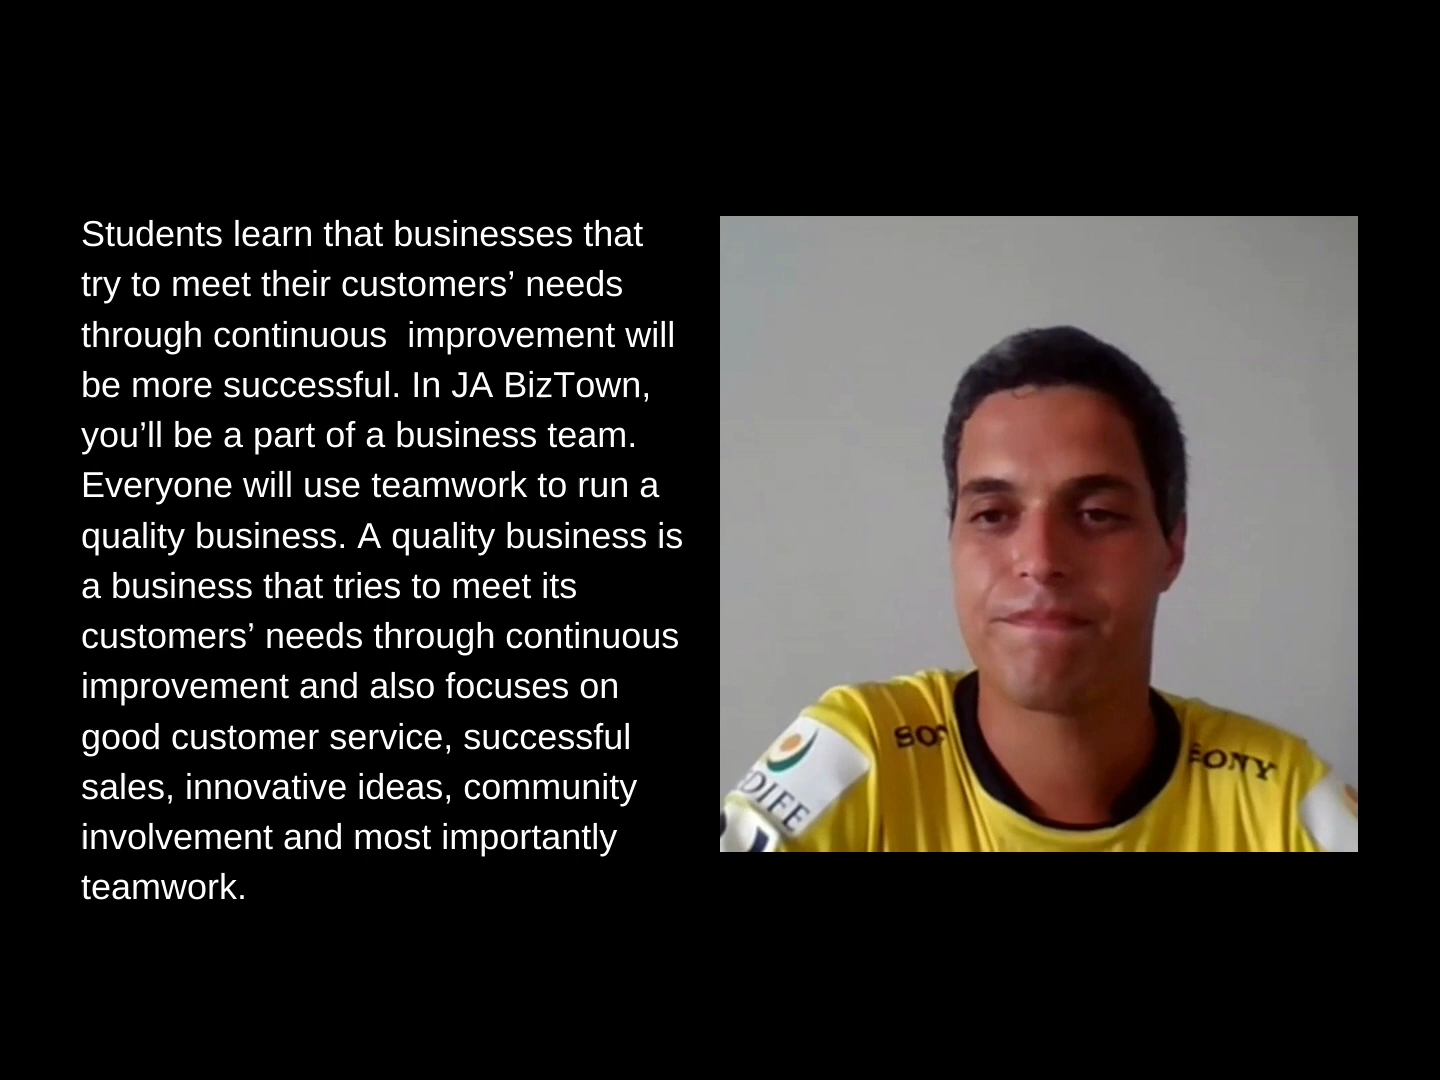 Students learn that businesses that
try to meet their customers’ needs
through continuous  improvement will
be more successful. In JA BizTown,
you’ll be a part of a business team.
Everyone will use teamwork to run a
quality business. A quality business is
a business that tries to meet its
customers’ needs through continuous
improvement and also focuses on
good customer service, successful
sales, innovative ideas, community
involvement and most importantly
teamwork.
SONY